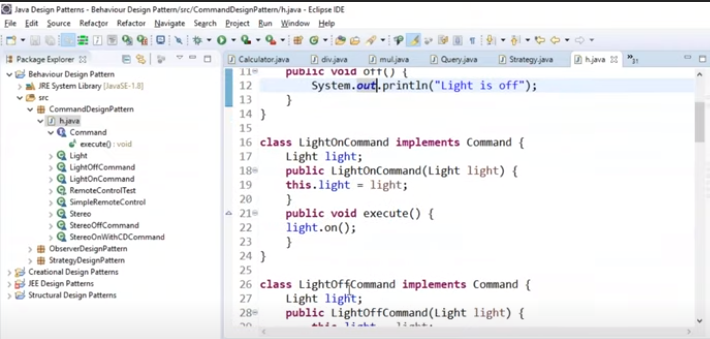 Java Design Patterns - Behaviour Design Pattern/src/CommandDesignPattern/h.java - Eclipse IDE
File Edit Source Refactor Refactor Navigate Search Project Run Window Help
Package Explorer
Behaviour Design Pattern
JRE System Library [JavaSE-1.8]
src
CommandDesignPattern
h.java
Command
execute() : void
Light
LightOffCommand
LightOnCommand
RemoteControlTest
SimpleRemoteControl
Stereo
StereoOffCommand
StereoOnWithCDCommand
ObserverDesignPattern
StrategyDesignPattern
Creational Design Patterns
JEE Design Patterns
Structural Design Patterns
Calculator.java div.java mul.java Query.java Strategy.java h.java
11 public void off() {
12 System.out.println("Light is off");
13 }
14 }
15
16 class LightOnCommand implements Command {
17 Light light;
18 public LightOnCommand(Light light) {
19 this.light = light;
20 }
21 public void execute() {
22 light.on();
23 }
24 }
25
26 class LightOffCommand implements Command {
27 Light light;
28 public LightOffCommand(Light light) {
this.light = light;